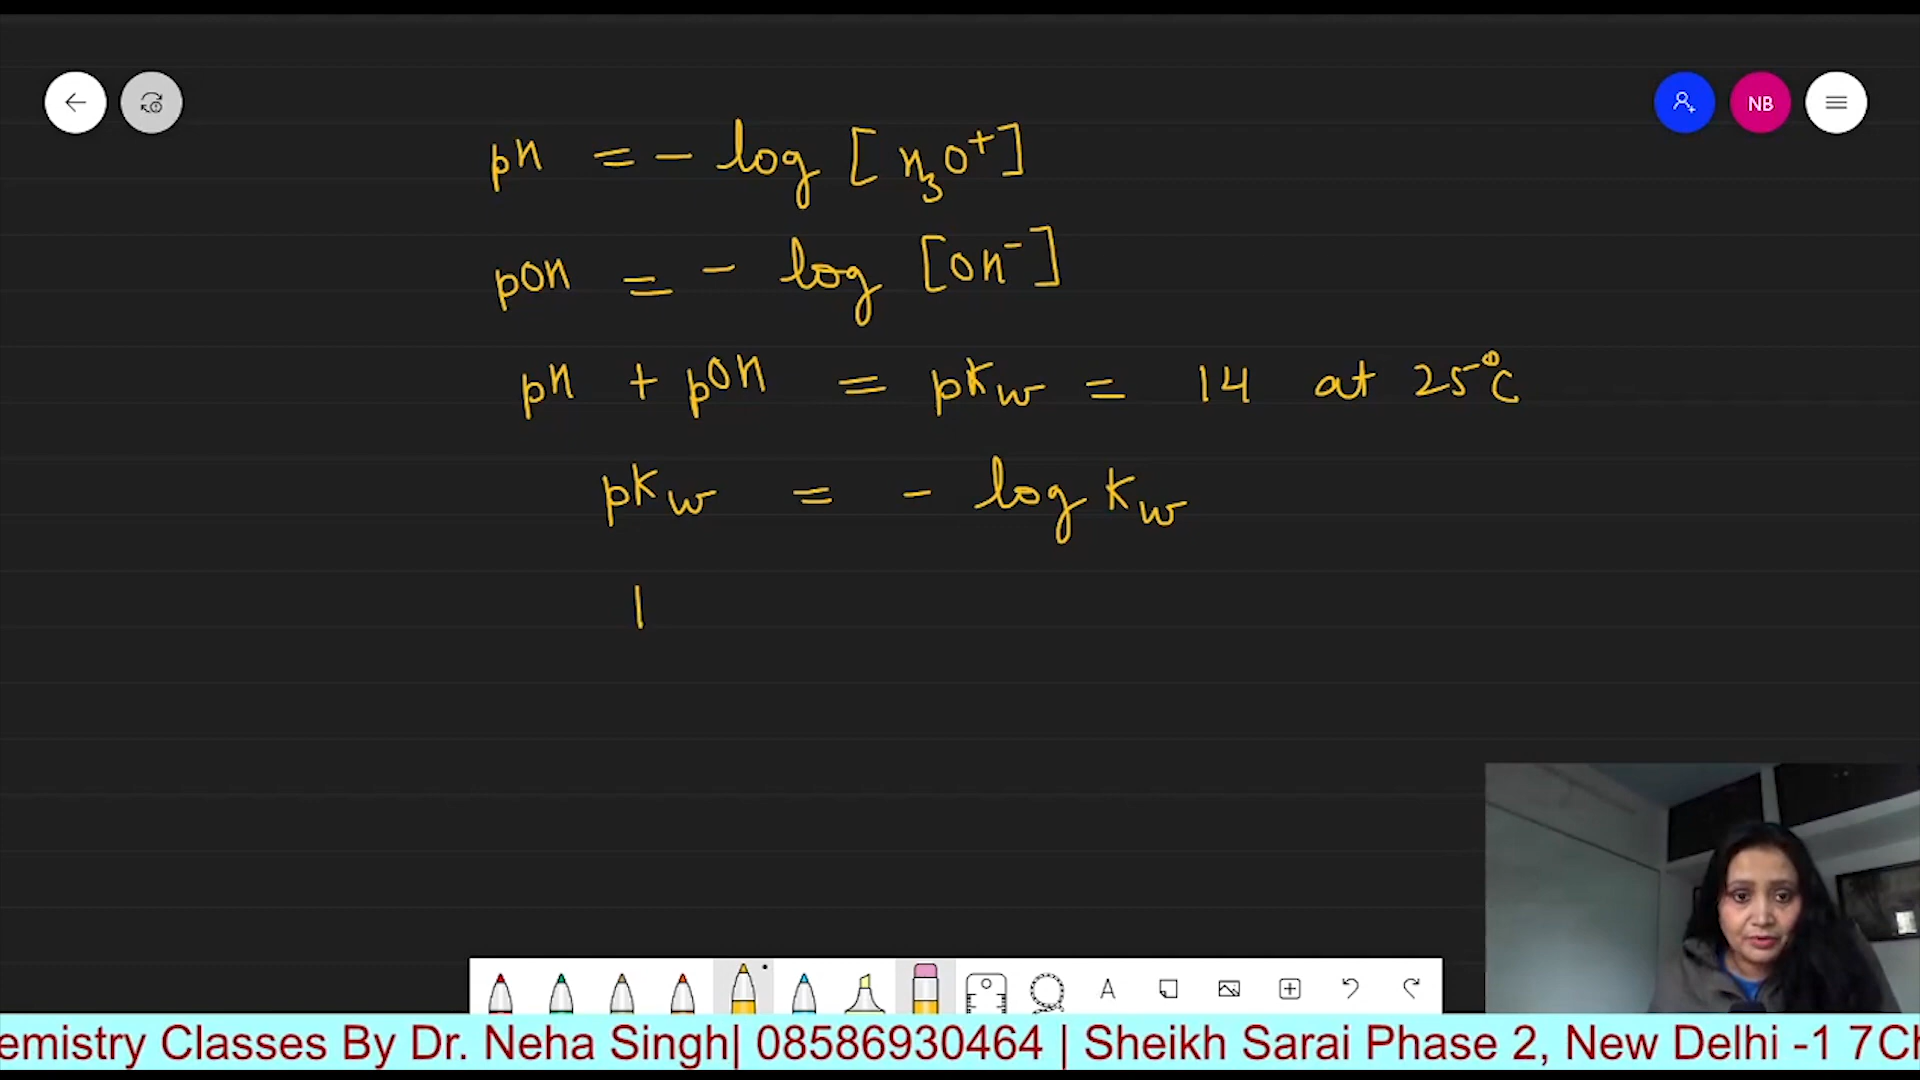 NB
pH = - log [H₃O⁺]
pOH = - log [OH⁻]
pH + pOH = pKw = 14 at 25°C
pKw = - log Kw
A
emistry Classes By Dr. Neha Singh| 08586930464 | Sheikh Sarai Phase 2, New Delhi -1 7Ch